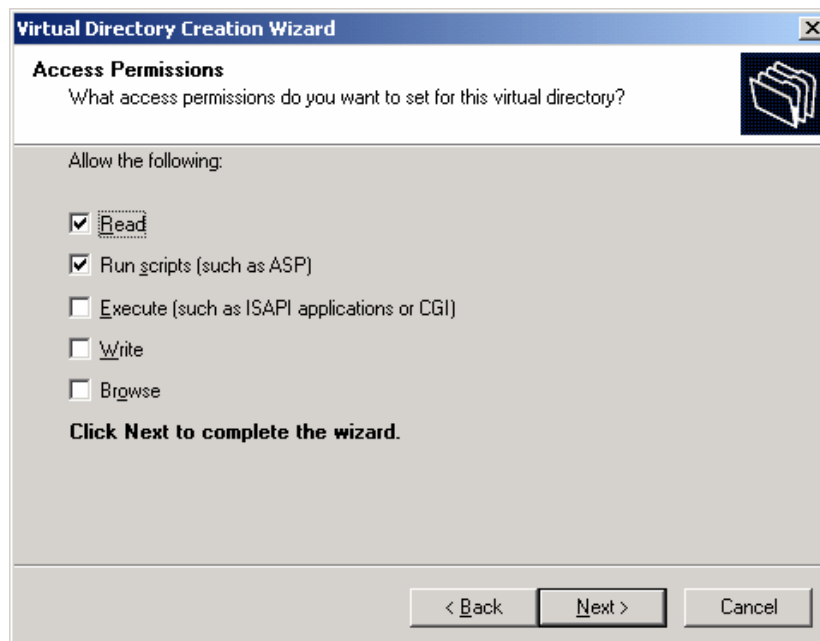 Virtual Directory Creation Wizard
Access Permissions
What access permissions do you want to set for this virtual directory?
Allow the following:
Read
Run scripts (such as ASP)
Execute (such as ISAPI applications or CGI)
Write
Browse
Click Next to complete the wizard.
< Back Next > Cancel